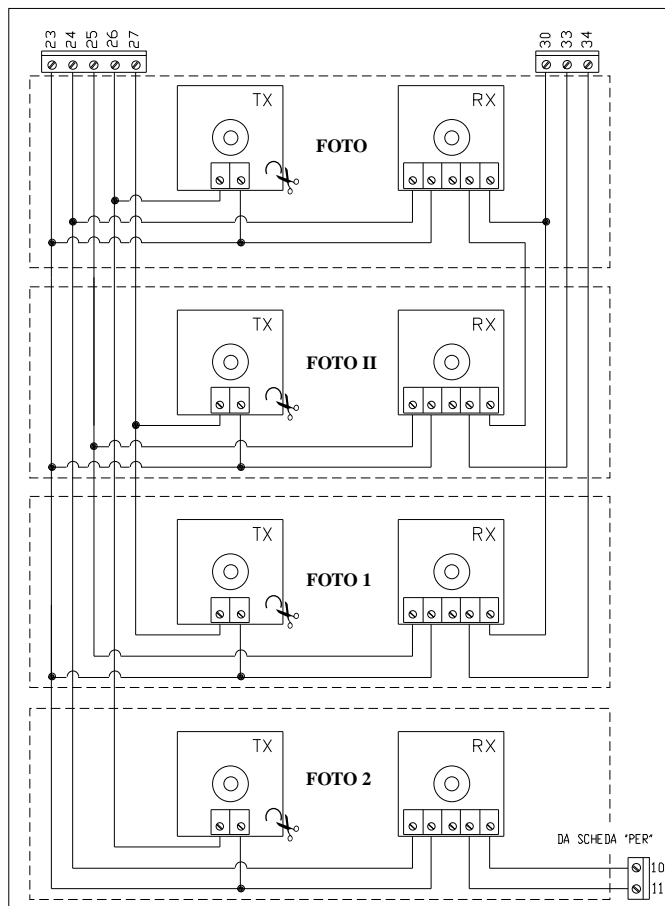 23 24 25 26 27
30 33 34
TX FOTO RX
TX FOTO II RX
TX FOTO 1 RX
TX FOTO 2 RX
DA SCHEDA "PER"
10
11